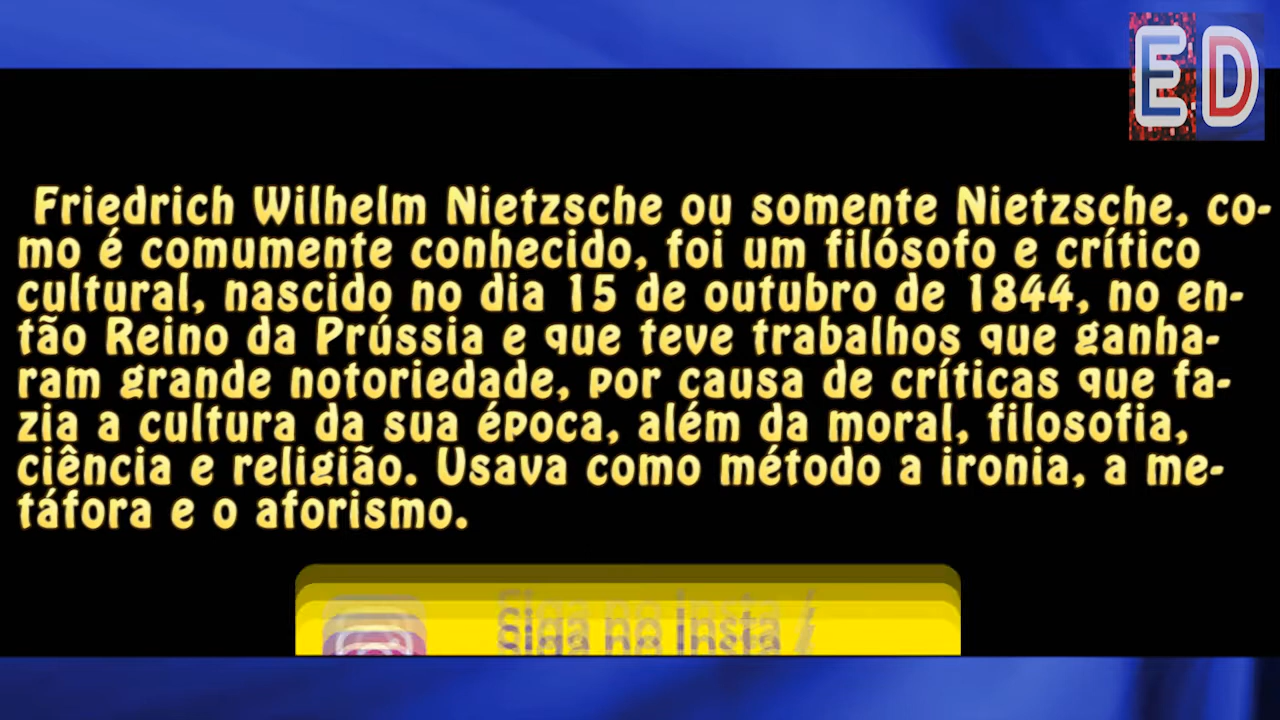 ED
Friedrich Wilhelm Nietzsche ou somente Nietzsche, co-
mo é comumente conhecido, foi um filósofo e crítico
cultural, nascido no dia 15 de outubro de 1844, no en-
tão Reino da Prússia e que teve trabalhos que ganha-
ram grande notoriedade, por causa de críticas que fa-
zia a cultura da sua época, além da moral, filosofia,
ciência e religião. Usava como método a ironia, a me-
táfora e o aforismo.
Siga no Insta /